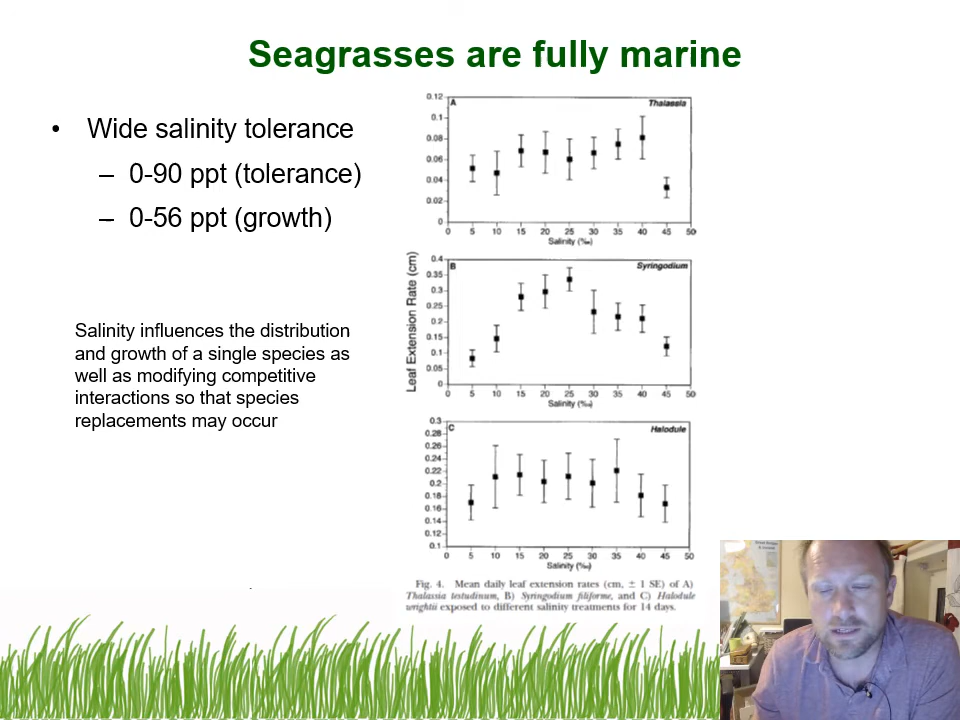 Seagrasses are fully marine
• Wide salinity tolerance
– 0-90 ppt (tolerance)
– 0-56 ppt (growth)
Salinity influences the distribution
and growth of a single species as
well as modifying competitive
interactions so that species
replacements may occur
Leaf Extension Rate (cm)
A
Thalassia
0.12
0.1
0.08
0.06
0.04
0.02
0
0 5 10 15 20 25 30 35 40 45 50
Salinity (‰)
B
Syringodium
0.4
0.35
0.3
0.25
0.2
0.15
0.1
0.05
0
0 5 10 15 20 25 30 35 40 45 50
Salinity (‰)
C
Halodule
0.3
0.28
0.26
0.24
0.22
0.2
0.18
0.16
0.14
0.12
0.1
0 5 10 15 20 25 30 35 40 45 50
Salinity (‰)
Fig. 4. Mean daily leaf extension rates (cm, ± 1 SE) of A)
Thalassia testudinum, B) Syringodium filiforme, and C) Halodule
wrightii exposed to different salinity treatments for 14 days.